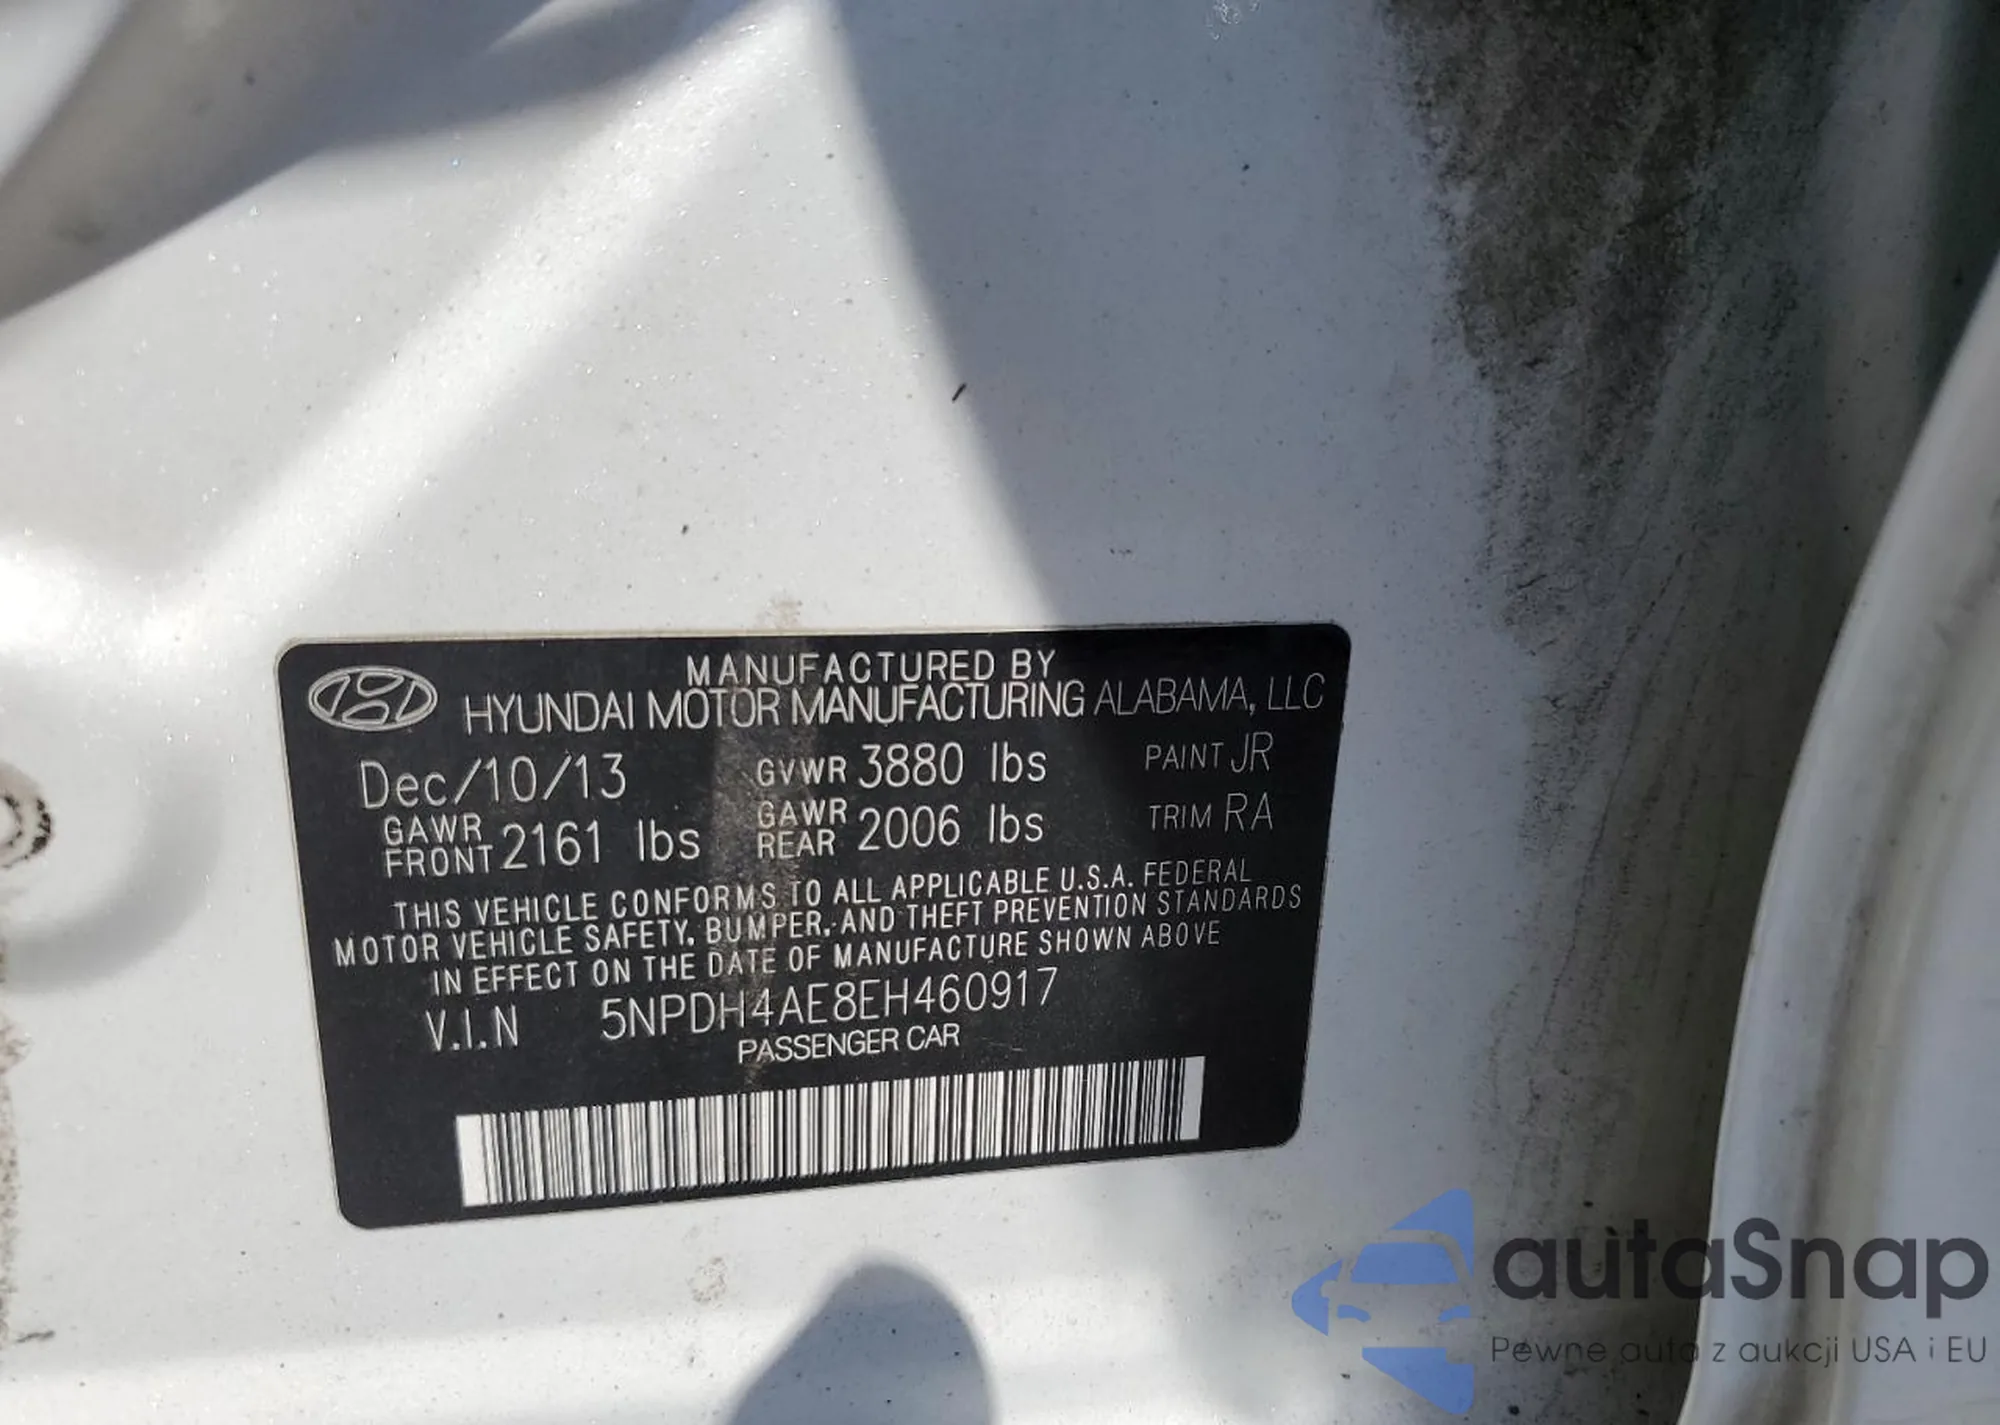 MANUFACTURED BY
HYUNDAI MOTOR MANUFACTURING ALABAMA, LLC
Dec/10/13 GVWR 3880 lbs PAINT JR
GAWR FRONT 2161 lbs GAWR REAR 2006 lbs TRIM RA
THIS VEHICLE CONFORMS TO ALL APPLICABLE U.S.A. FEDERAL
MOTOR VEHICLE SAFETY, BUMPER, AND THEFT PREVENTION STANDARDS
IN EFFECT ON THE DATE OF MANUFACTURE SHOWN ABOVE
V.I.N 5NPDH4AE8EH460917
PASSENGER CAR
autaSnap
Pewne auta z aukcji USA i EU